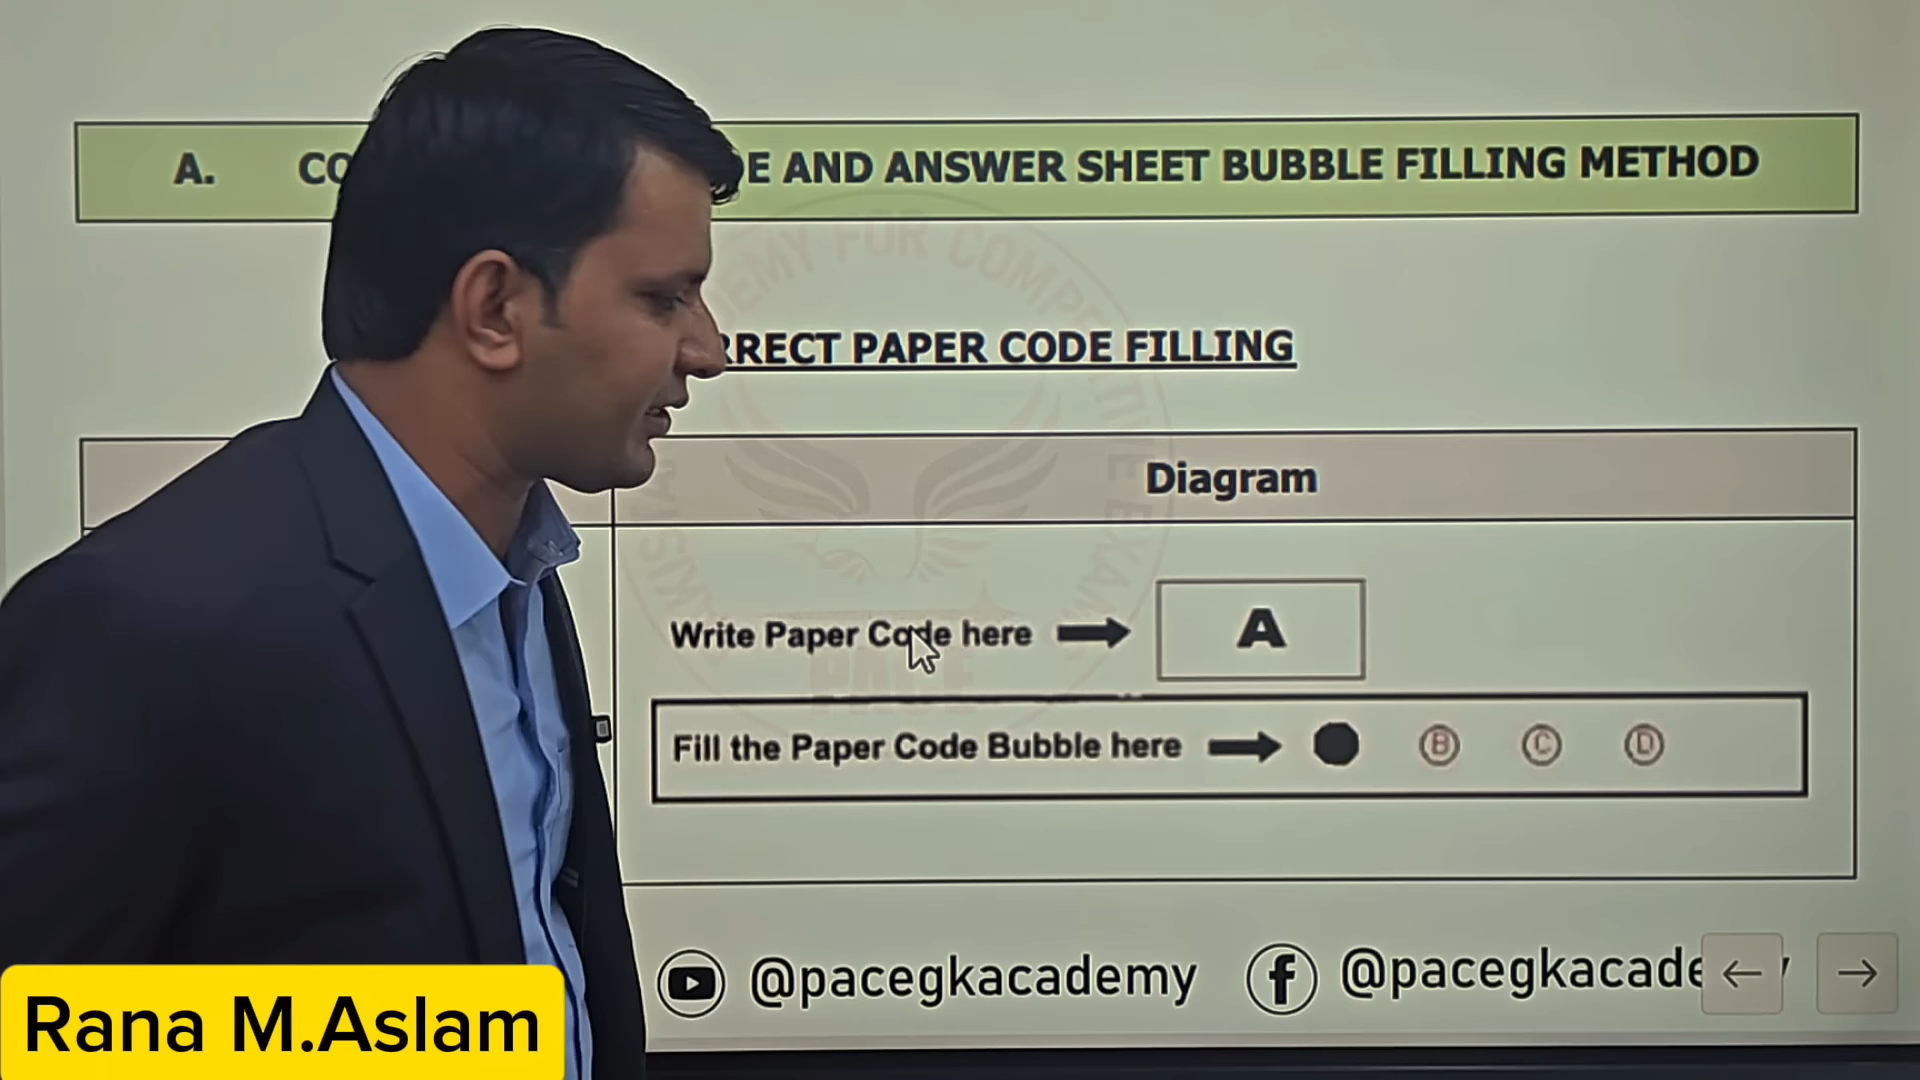 A. CO
E AND ANSWER SHEET BUBBLE FILLING METHOD
RRECT PAPER CODE FILLING
Diagram
Write Paper Code here
A
Fill the Paper Code Bubble here
B C D
@pacegkacademy
@pacegkacade
Rana M.Aslam
PACE